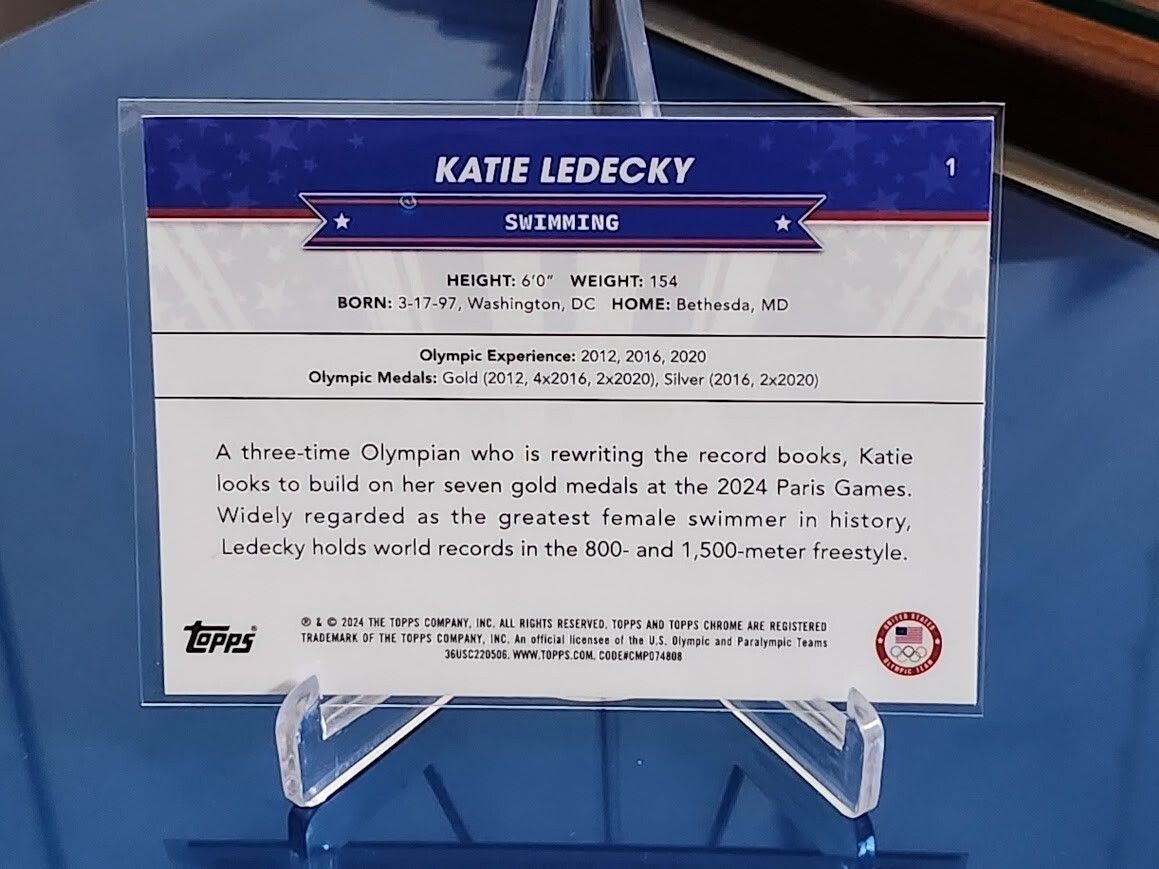 KATIE LEDECKY
1
SWIMMING
HEIGHT: 6'0" WEIGHT: 154
BORN: 3-17-97, Washington, DC HOME: Bethesda, MD
Olympic Experience: 2012, 2016, 2020
Olympic Medals: Gold (2012, 4x2016, 2x2020), Silver (2016, 2x2020)
A three-time Olympian who is rewriting the record books, Katie
looks to build on her seven gold medals at the 2024 Paris Games.
Widely regarded as the greatest female swimmer in history,
Ledecky holds world records in the 800- and 1,500-meter freestyle.
topps®
® & © 2024 THE TOPPS COMPANY, INC. ALL RIGHTS RESERVED. TOPPS AND TOPPS CHROME ARE REGISTERED
TRADEMARK OF THE TOPPS COMPANY, INC. An official licensee of the U.S. Olympic and Paralympic Teams
36USC220506. WWW.TOPPS.COM. CODE#CMP074808
UNITED STATES
OLYMPIC TEAM